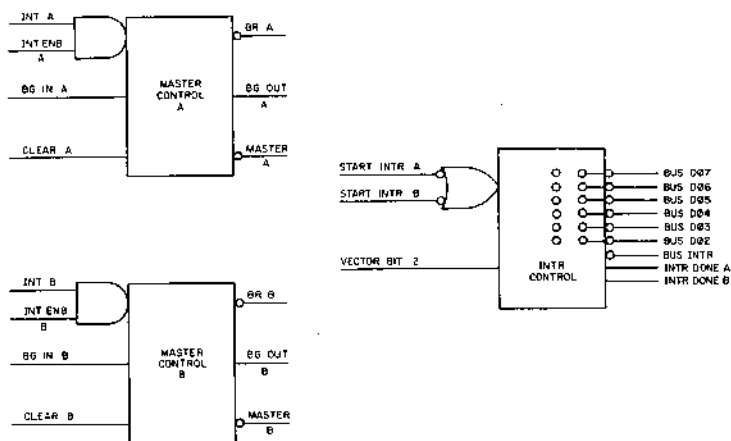 INT A
INT ENB
A
BG IN A
CLEAR A
MASTER
CONTROL
A
BR A
BG OUT
A
MASTER
A
START INTR A
START INTR B
VECTOR BIT 2
INTR
CONTROL
BUS D07
BUS D06
BUS D05
BUS D04
BUS D03
BUS D02
BUS INTR
INTR DONE A
INTR DONE B
INT B
INT ENB
B
BG IN B
CLEAR B
MASTER
CONTROL
B
BR B
BG OUT
B
MASTER
B